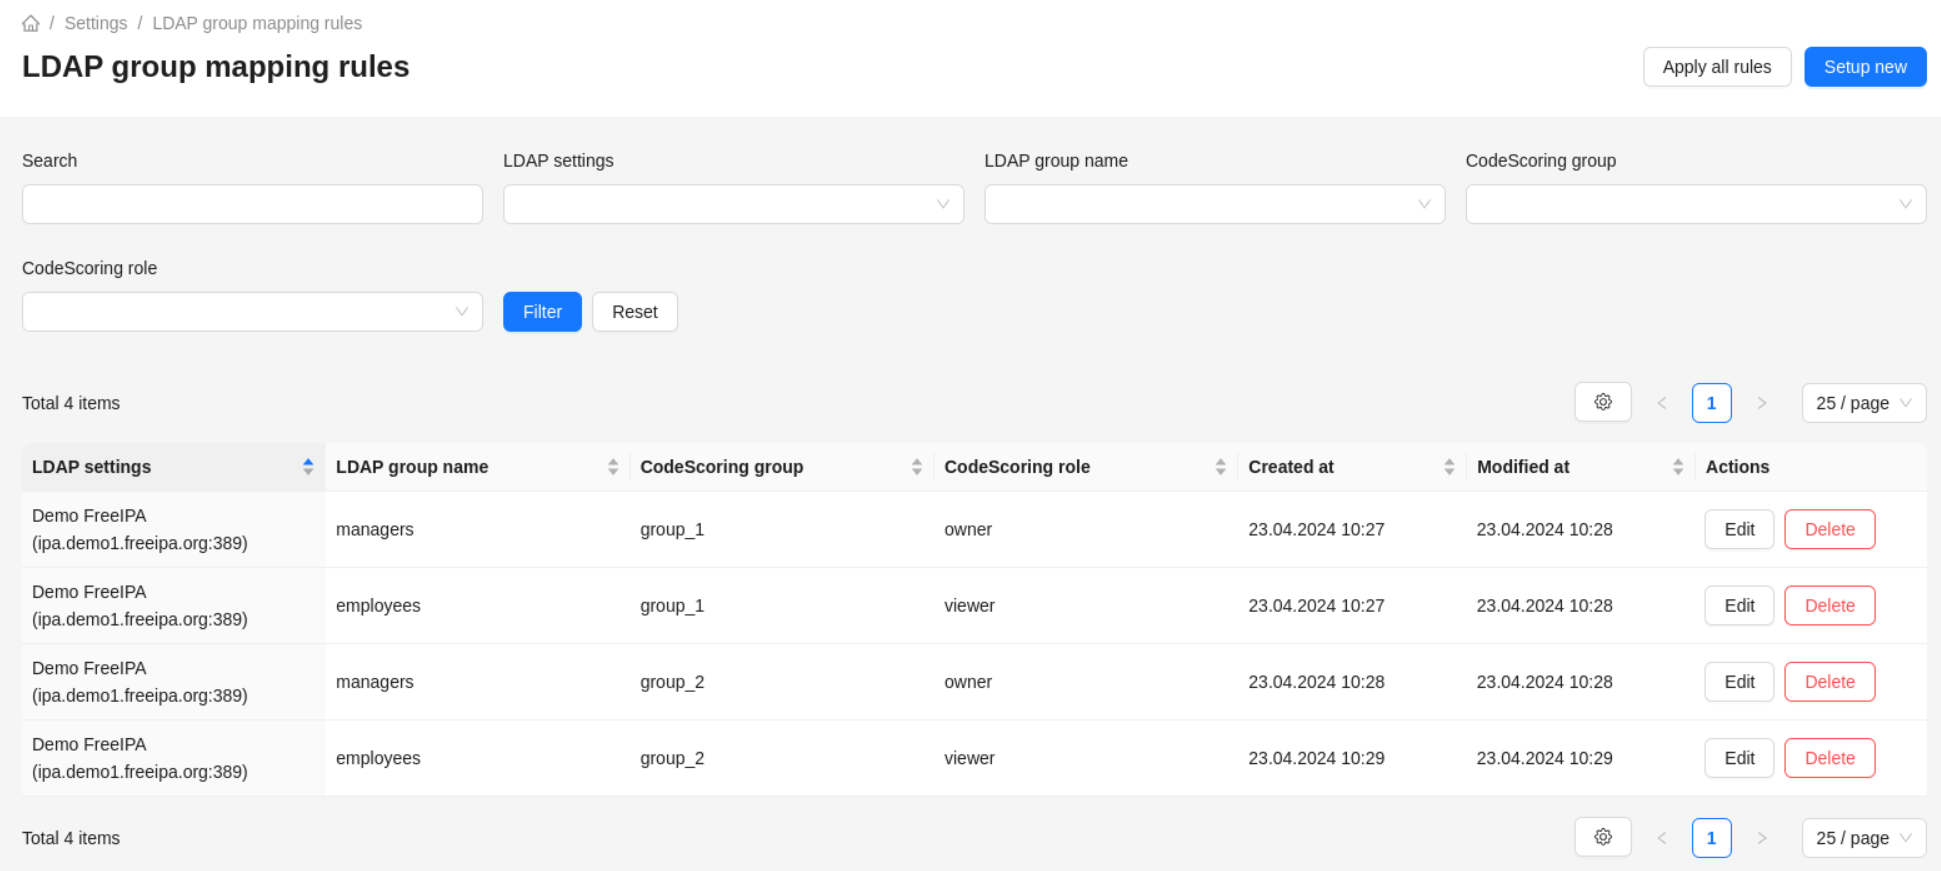 / Settings / LDAP group mapping rules
LDAP group mapping rules
Apply all rules Setup new
Search LDAP settings LDAP group name CodeScoring group
CodeScoring role
Filter Reset
Total 4 items
1 25 / page
LDAP settings LDAP group name CodeScoring group CodeScoring role Created at Modified at Actions
Demo FreeIPA
(ipa.demo1.freeipa.org:389) managers group_1 owner 23.04.2024 10:27 23.04.2024 10:28 Edit Delete
Demo FreeIPA
(ipa.demo1.freeipa.org:389) employees group_1 viewer 23.04.2024 10:27 23.04.2024 10:28 Edit Delete
Demo FreeIPA
(ipa.demo1.freeipa.org:389) managers group_2 owner 23.04.2024 10:28 23.04.2024 10:28 Edit Delete
Demo FreeIPA
(ipa.demo1.freeipa.org:389) employees group_2 viewer 23.04.2024 10:29 23.04.2024 10:29 Edit Delete
Total 4 items
1 25 / page